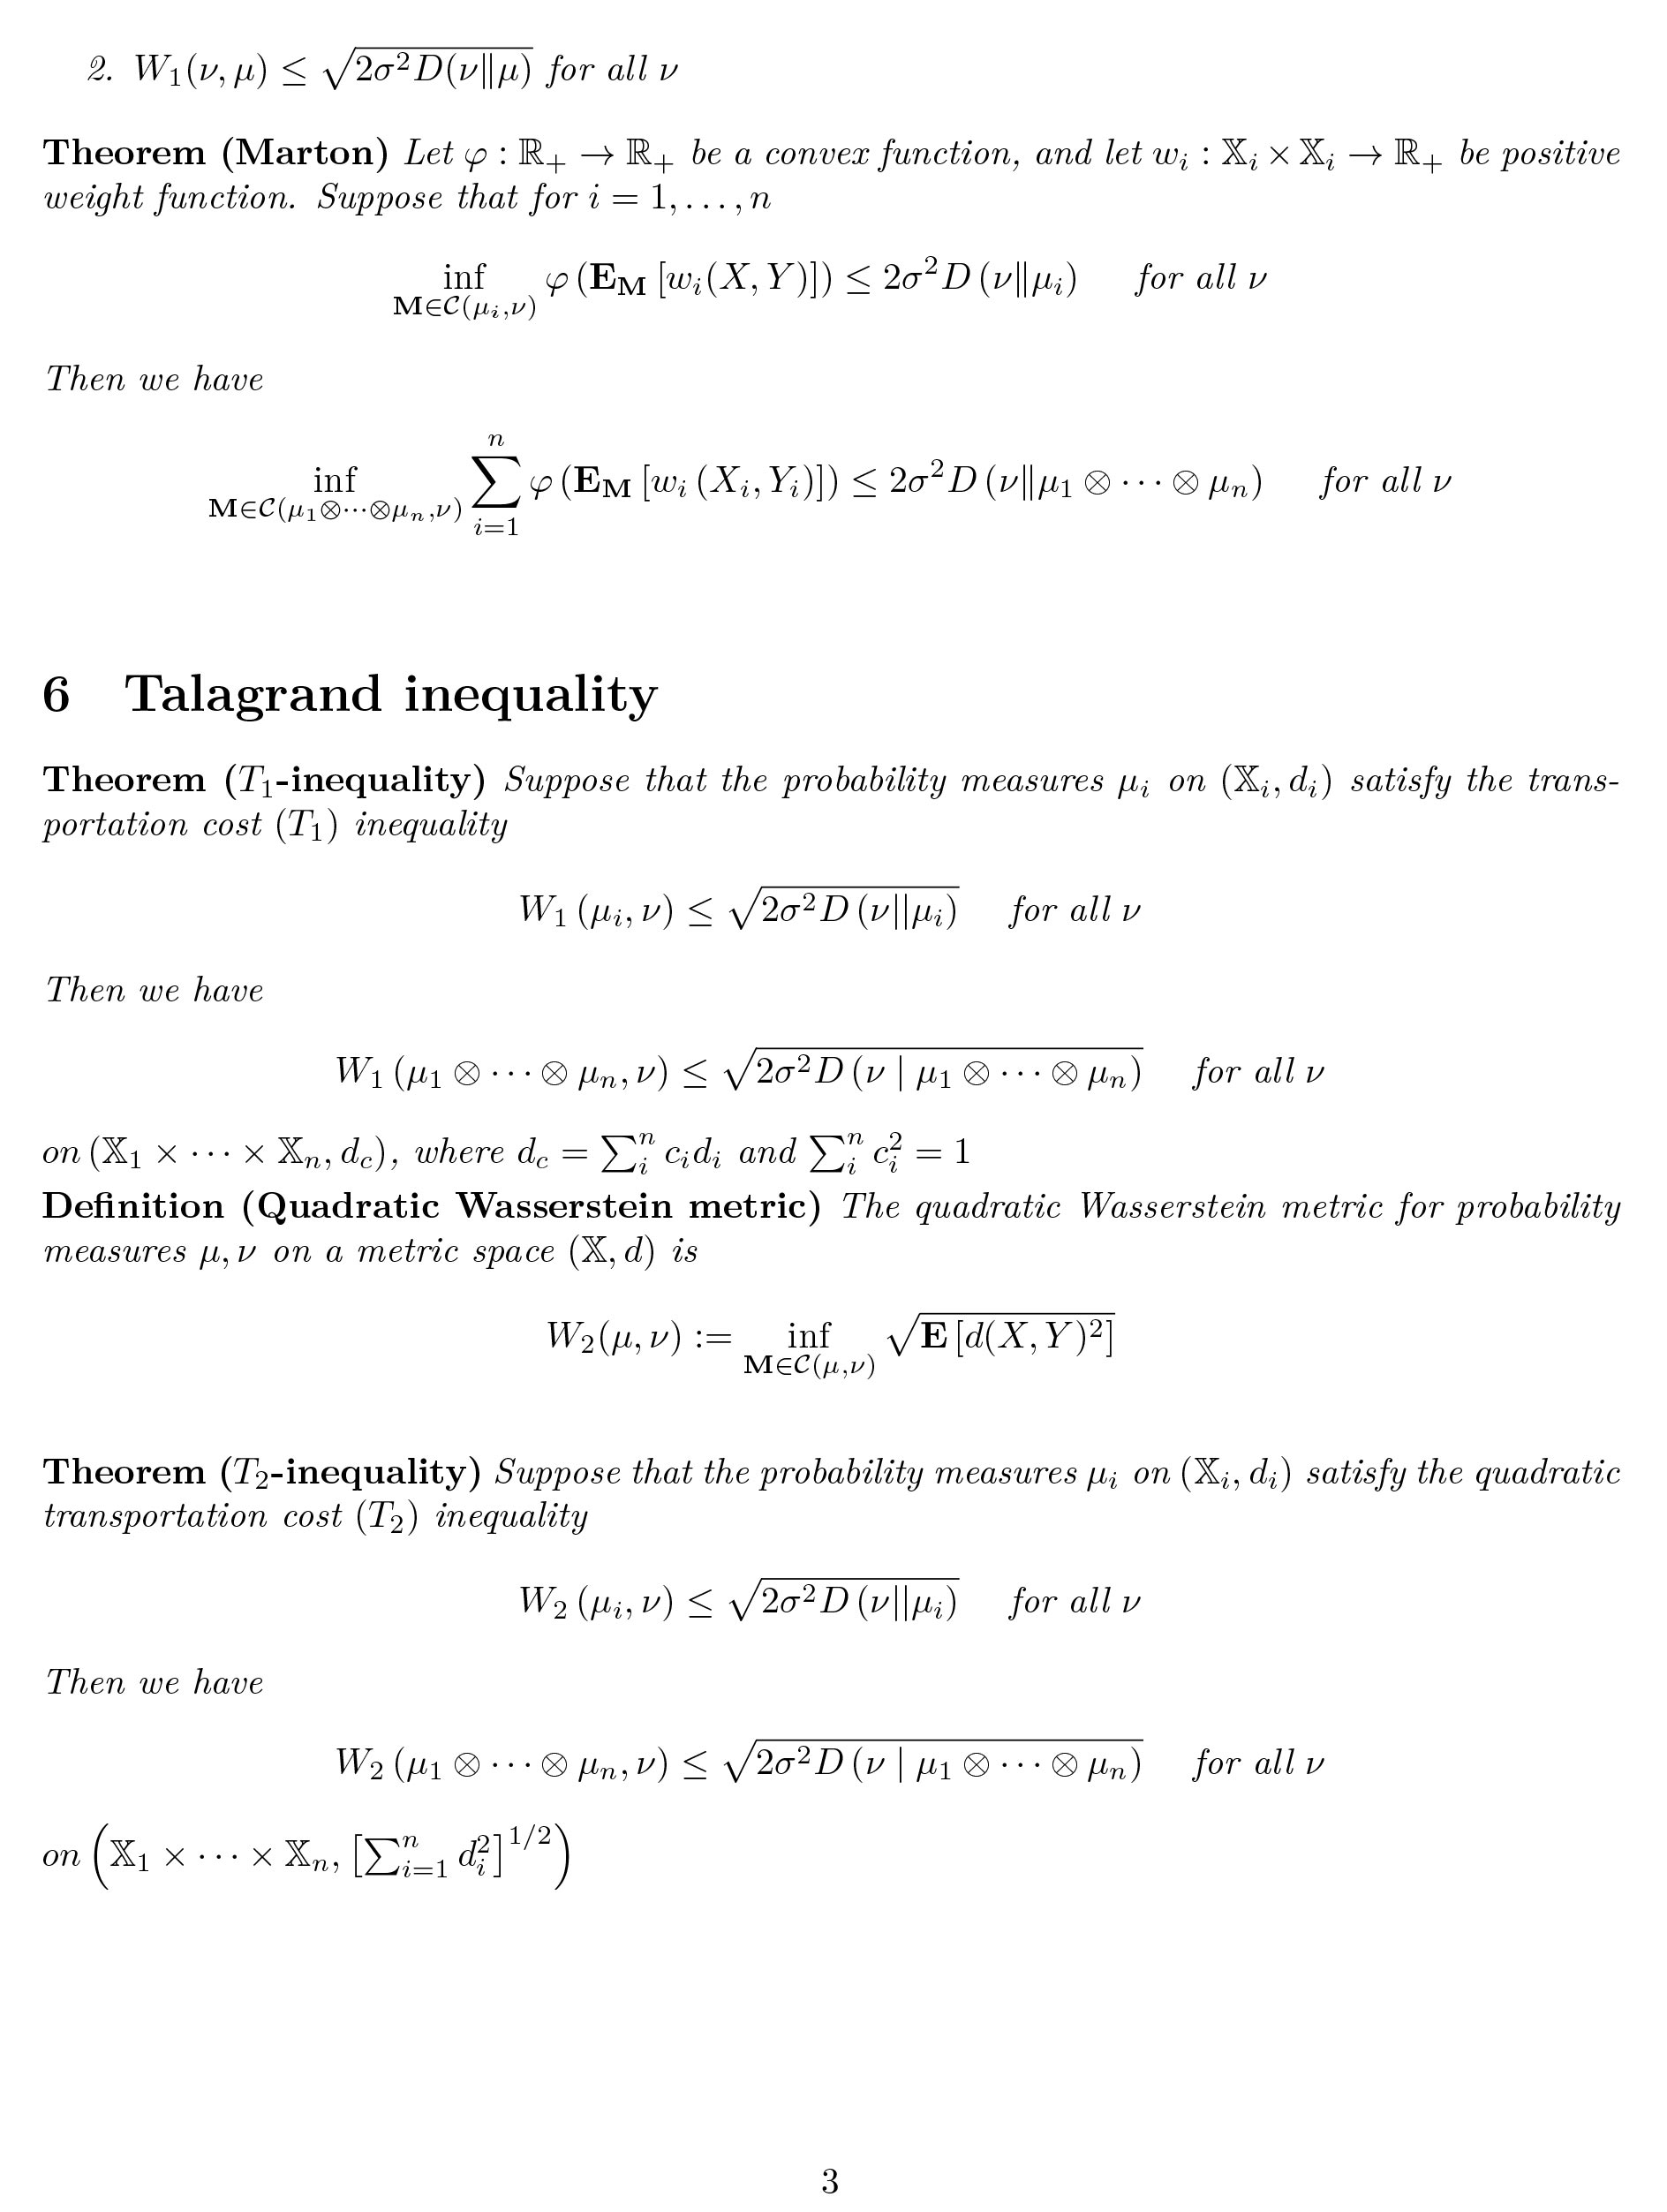 2. $W_1(\nu, \mu) \leq \sqrt{2\sigma^2 D(\nu \| \mu)}$ for all $\nu$
Theorem (Marton) Let $\varphi : \mathbb{R}_+ \to \mathbb{R}_+$ be a convex function, and let $w_i : \mathbb{X}_i \times \mathbb{X}_i \to \mathbb{R}_+$ be positive
weight function. Suppose that for $i = 1, \ldots, n$
$\inf_{\mathbf{M} \in \mathcal{C}(\mu_i, \nu)} \varphi \left( \mathbf{E}_{\mathbf{M}} \left[ w_i(X, Y) \right] \right) \leq 2\sigma^2 D \left( \nu \| \mu_i \right)$ for all $\nu$
Then we have
$\inf_{\mathbf{M} \in \mathcal{C}(\mu_1 \otimes \cdots \otimes \mu_n, \nu)} \sum_{i=1}^n \varphi \left( \mathbf{E}_{\mathbf{M}} \left[ w_i \left( X_i, Y_i \right) \right] \right) \leq 2\sigma^2 D \left( \nu \| \mu_1 \otimes \cdots \otimes \mu_n \right)$ for all $\nu$
6 Talagrand inequality
Theorem ($T_1$-inequality) Suppose that the probability measures $\mu_i$ on $(\mathbb{X}_i, d_i)$ satisfy the trans-
portation cost $(T_1)$ inequality
$W_1 \left( \mu_i, \nu \right) \leq \sqrt{2\sigma^2 D \left( \nu || \mu_i \right)}$ for all $\nu$
Then we have
$W_1 \left( \mu_1 \otimes \cdots \otimes \mu_n, \nu \right) \leq \sqrt{2\sigma^2 D \left( \nu \mid \mu_1 \otimes \cdots \otimes \mu_n \right)}$ for all $\nu$
on $(\mathbb{X}_1 \times \cdots \times \mathbb{X}_n, d_c)$, where $d_c = \sum_i^n c_i d_i$ and $\sum_i^n c_i^2 = 1$
Definition (Quadratic Wasserstein metric) The quadratic Wasserstein metric for probability
measures $\mu, \nu$ on a metric space $(\mathbb{X}, d)$ is
$W_2(\mu, \nu) := \inf_{\mathbf{M} \in \mathcal{C}(\mu, \nu)} \sqrt{\mathbf{E} \left[ d(X, Y)^2 \right]}$
Theorem ($T_2$-inequality) Suppose that the probability measures $\mu_i$ on $(\mathbb{X}_i, d_i)$ satisfy the quadratic
transportation cost $(T_2)$ inequality
$W_2 \left( \mu_i, \nu \right) \leq \sqrt{2\sigma^2 D \left( \nu || \mu_i \right)}$ for all $\nu$
Then we have
$W_2 \left( \mu_1 \otimes \cdots \otimes \mu_n, \nu \right) \leq \sqrt{2\sigma^2 D \left( \nu \mid \mu_1 \otimes \cdots \otimes \mu_n \right)}$ for all $\nu$
on $\left( \mathbb{X}_1 \times \cdots \times \mathbb{X}_n, \left[ \sum_{i=1}^n d_i^2 \right]^{1/2} \right)$
3